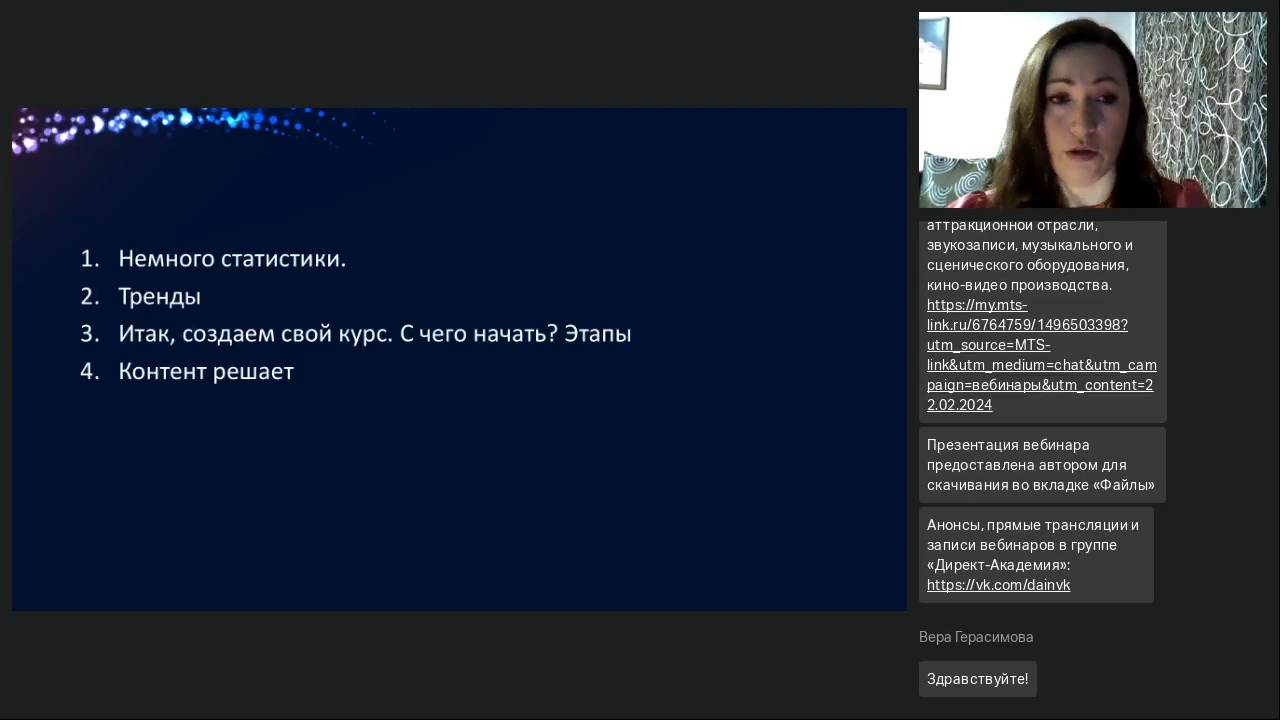 1. Немного статистики.
2. Тренды
3. Итак, создаем свой курс. С чего начать? Этапы
4. Контент решает
аттракционной отрасли,
звукозаписи, музыкального и
сценического оборудования,
кино-видео производства.
https://my.mts-
link.ru/6764759/1496503398?
utm_source=MTS-
link&utm_medium=chat&utm_cam
paign=вебинары&utm_content=2
2.02.2024
Презентация вебинара
предоставлена автором для
скачивания во вкладке «Файлы»
Анонсы, прямые трансляции и
записи вебинаров в группе
«Директ-Академия»:
https://vk.com/dainvk
Вера Герасимова
Здравствуйте!